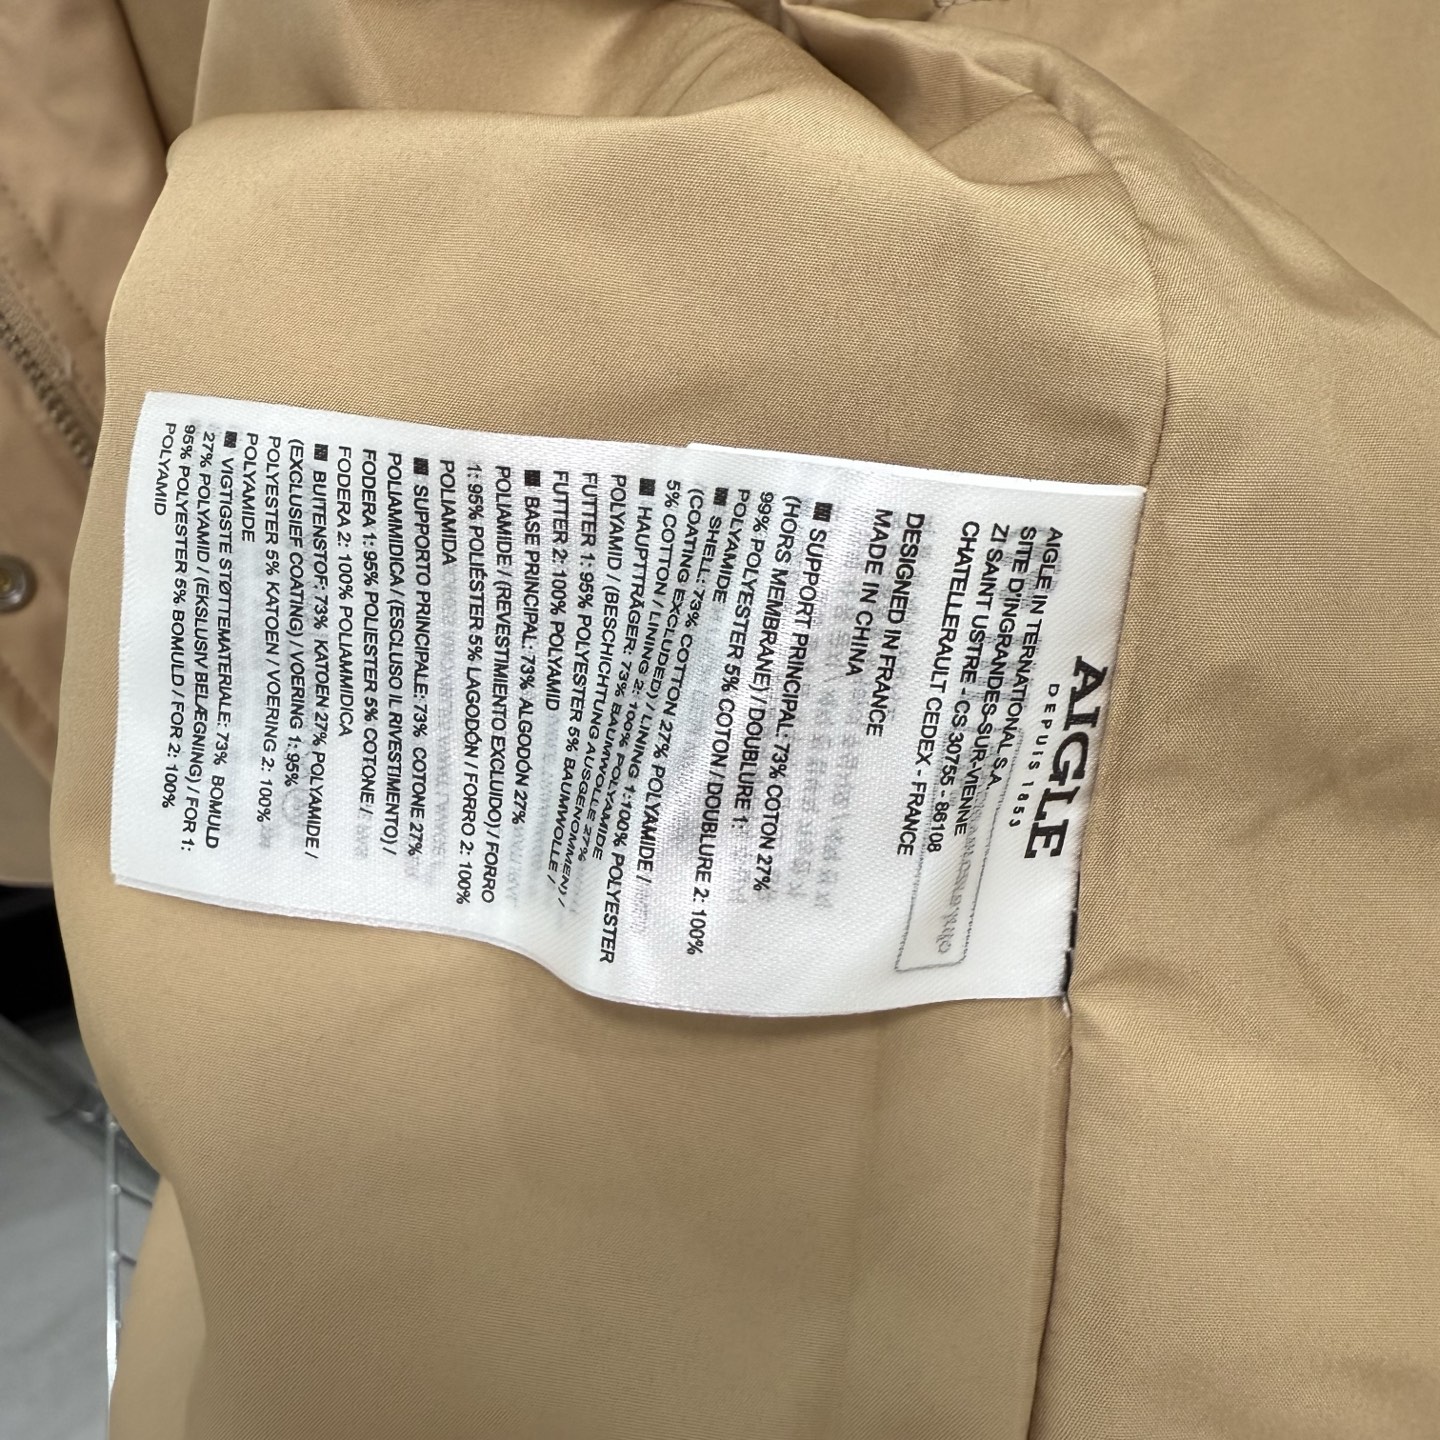 AIGLE
DEPUIS 1853
AIGLE INTERNATIONAL S.A.
SITE D'INGRANDES-SUR-VIENNE
ZI SAINT USTRE - CS 30755 - 86108
CHATELLERAULT CEDEX - FRANCE
DESIGNED IN FRANCE
MADE IN CHINA
SUPPORT PRINCIPAL: 73% COTON 27%
(HORS MEMBRANE) / DOUBLURE 1:
99% POLYESTER 5% COTON / DOUBLURE 2: 100%
POLYAMIDE
SHELL: 73% COTTON 27% POLYAMIDE /
(COATING EXCLUDED) / LINING 1: 100% POLYESTER
5% COTTON / LINING 2: 100% POLYAMIDE
HAUPTTRÄGER: 73% BAUMWOLLE 27%
POLYAMID / (BESCHICHTUNG AUSGENOMMEN) /
FUTTER 1: 95% POLYESTER 5% BAUMWOLLE /
FUTTER 2: 100% POLYAMID
BASE PRINCIPAL: 73% ALGODÓN 27%
POLIAMIDE / (REVESTIMIENTO EXCLUIDO) / FORRO
1: 95% POLIÉSTER 5% LAGODÓN / FORRO 2: 100%
POLIAMIDA
SUPPORTO PRINCIPALE: 73% COTONE 27%
POLIAMMIDICA / (ESCLUSO IL RIVESTIMENTO) /
FODERA 1: 95% POLIESTER 5% COTONE /
FODERA 2: 100% POLIAMMIDICA
BUITENSTOF: 73% KATOEN 27% POLYAMIDE /
(EXCLUSIEF COATING) / VOERING 1: 95%
POLYESTER 5% KATOEN / VOERING 2: 100%
POLYAMIDE
VIGTIGSTE STØTTEMATERIALE: 73% BOMULD
27% POLYAMID / (EKSLUSIV BELÆGNING) / FOR 1:
95% POLYESTER 5% BOMULD / FOR 2: 100%
POLYAMID